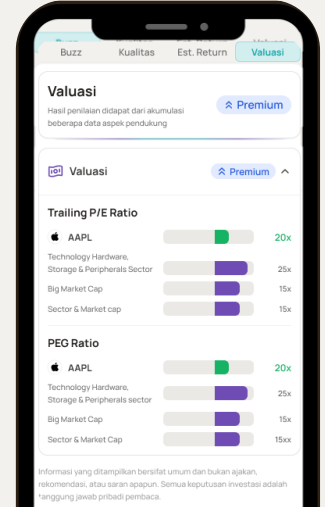 Buzz Kualitas Est. Return Valuasi
Valuasi
Hasil penilaian didapat dari akumulasi
beberapa data aspek pendukung
Premium
Valuasi
Premium
Trailing P/E Ratio
AAPL 20x
Technology Hardware,
Storage & Peripherals Sector 25x
Big Market Cap 15x
Sector & Market cap 15x
PEG Ratio
AAPL 20x
Technology Hardware,
Storage & Peripherals sector 25x
Big Market Cap 15x
Sector & Market Cap 15xx
Informasi yang ditampilkan bersifat umum dan bukan ajakan,
rekomendasi, atau saran apapun. Semua keputusan investasi adalah
tanggung jawab pribadi pembaca.